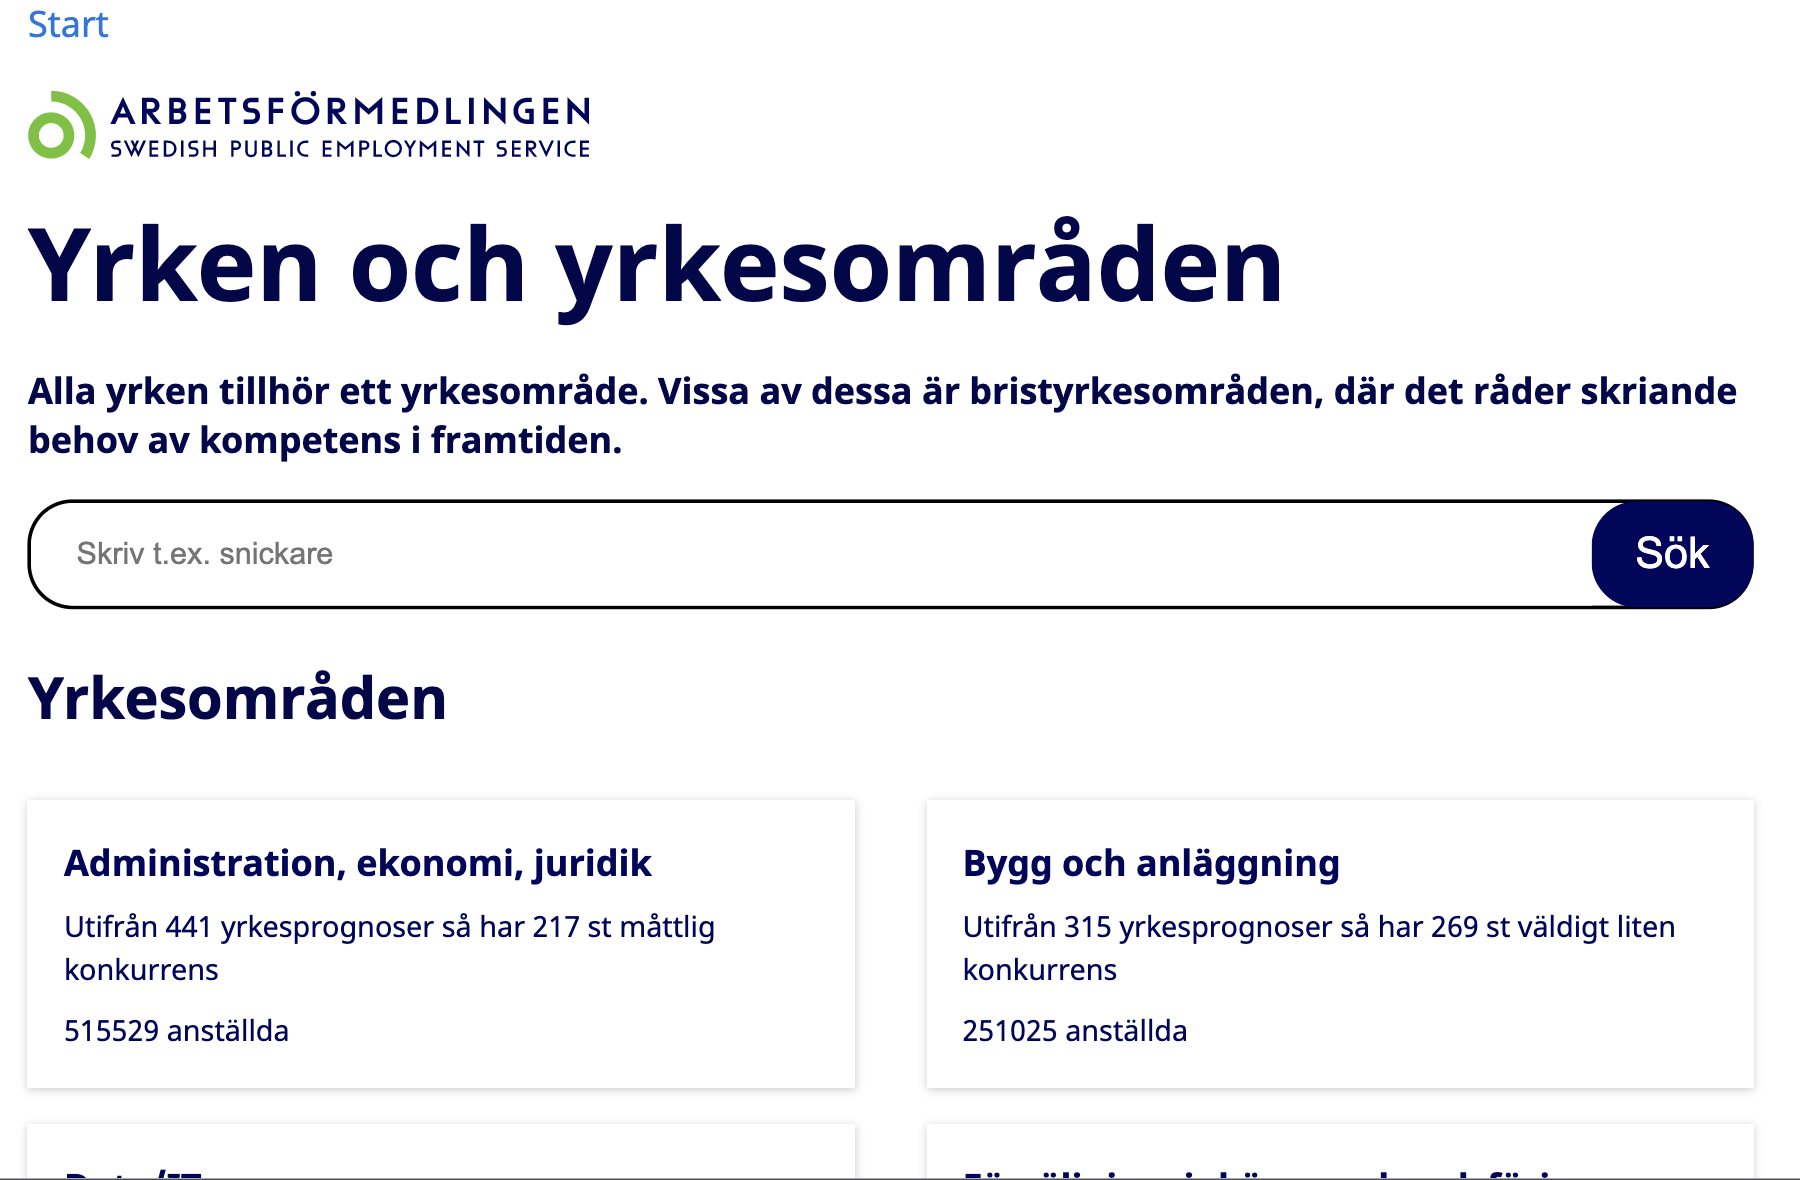 Start
ARBETSFÖRMEDLINGEN
SWEDISH PUBLIC EMPLOYMENT SERVICE
Yrken och yrkesområden
Alla yrken tillhör ett yrkesområde. Vissa av dessa är bristyrkesområden, där det råder skriande
behov av kompetens i framtiden.
Skriv t.ex. snickare
Sök
Yrkesområden
Administration, ekonomi, juridik
Utifrån 441 yrkesprognoser så har 217 st måttlig
konkurrens
515529 anställda
Bygg och anläggning
Utifrån 315 yrkesprognoser så har 269 st väldigt liten
konkurrens
251025 anställda